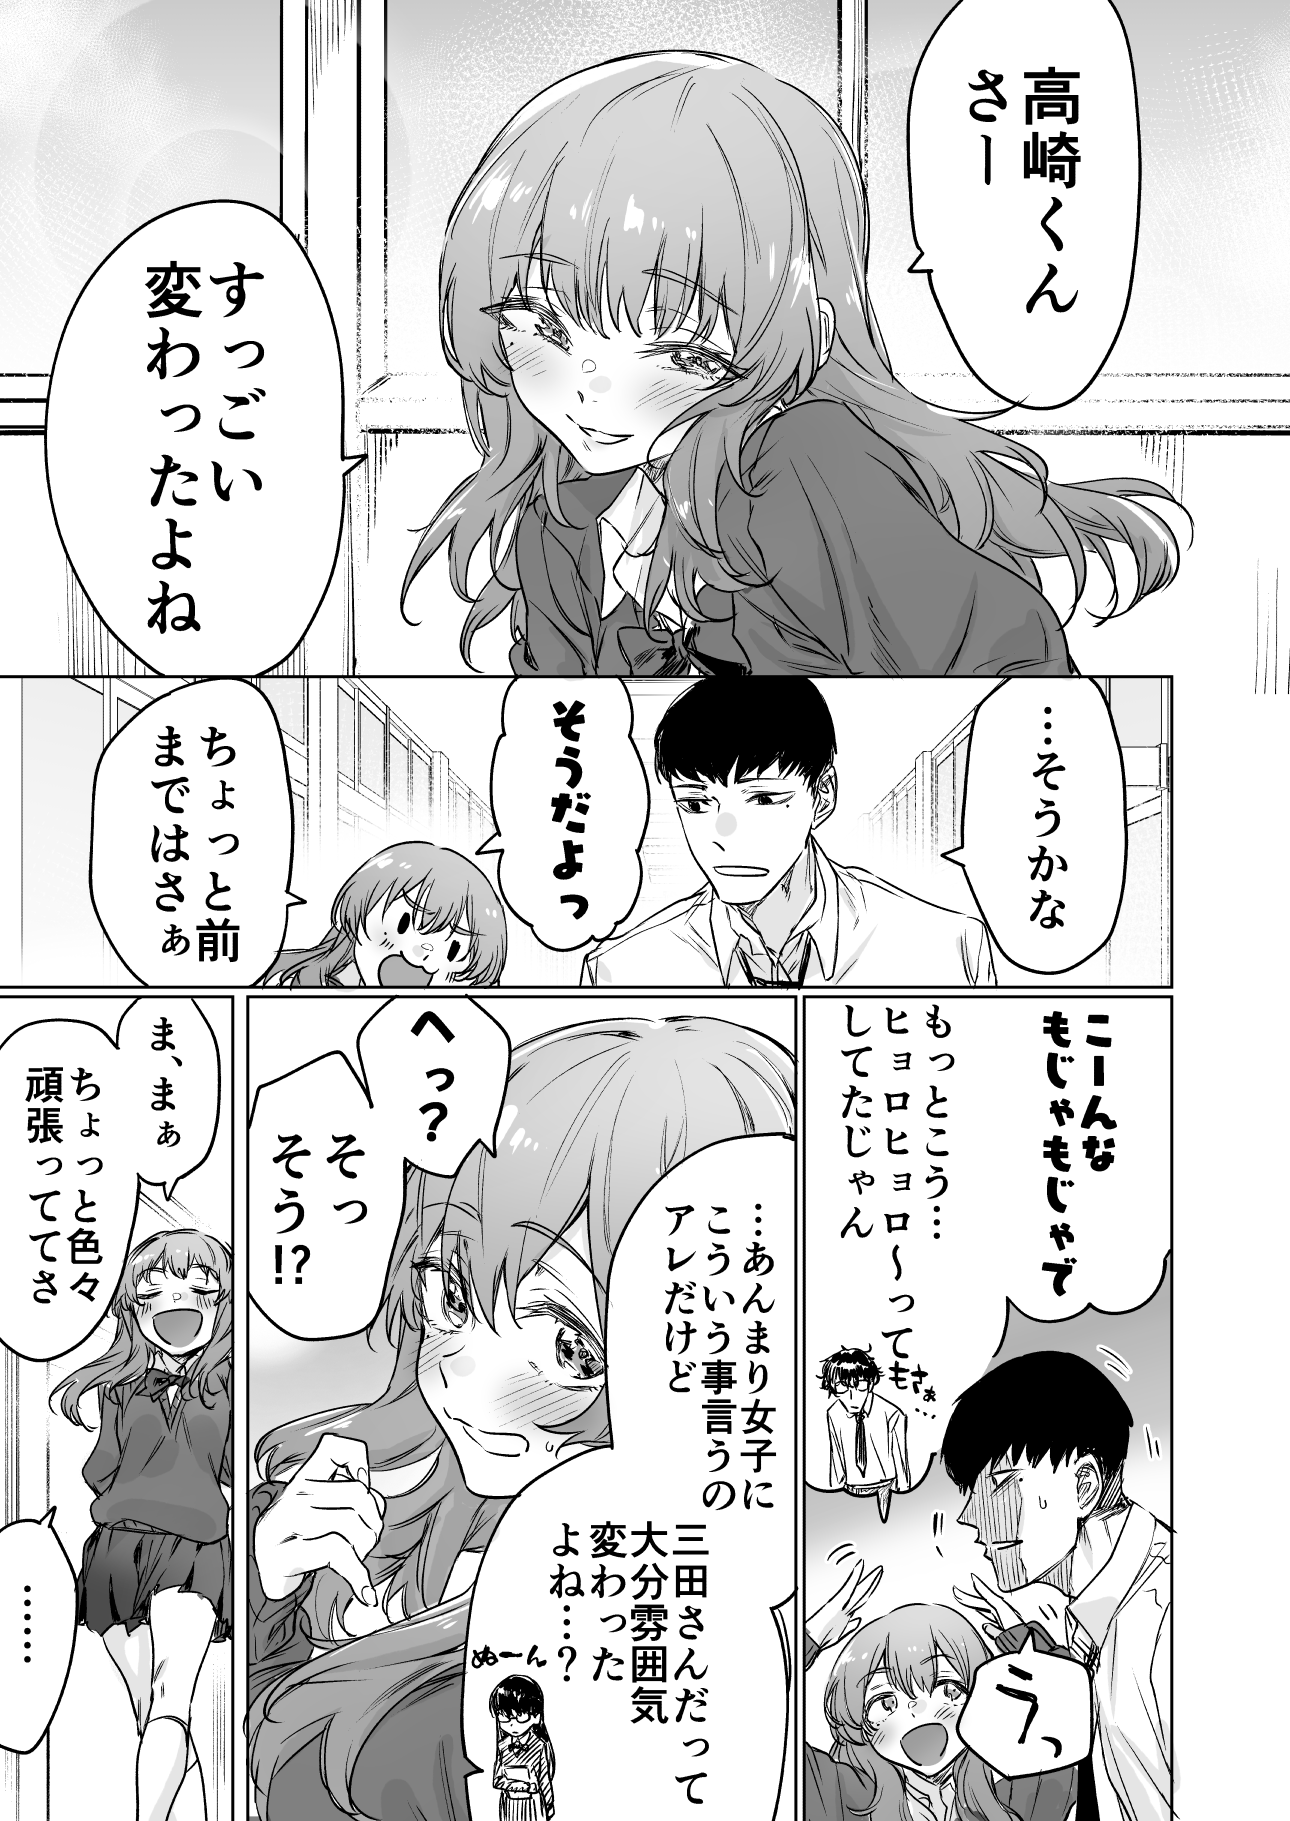 高崎くん
さー
すっごい
変わったよね
…そうかな
そうだよっ
ちょっと前
まではさぁ
こーんな
もじゃもじゃで
もっとこう…
ヒョロヒョロ～って
してたじゃん
もさぁ…
うっ
…あんまり女子に
こういう事言うの
アレだけど
三田さんだって
大分雰囲気
変わった
よね…?
ぬーん
へっ?
そっ
そう!?
ま、まぁ
ちょっと色々
頑張っててさ
……